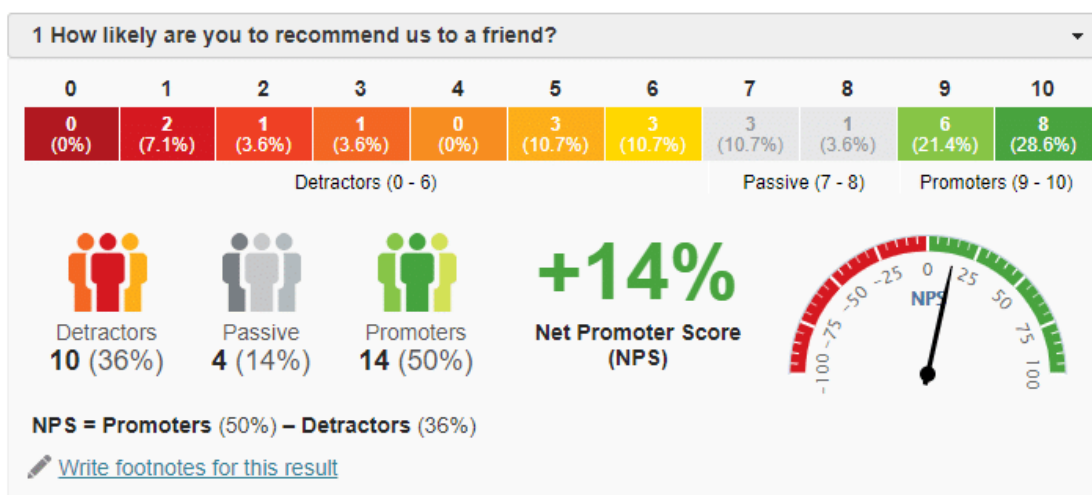 1 How likely are you to recommend us to a friend?
0 1 2 3 4 5 6 7 8 9 10
0 2 1 1 0 3 3 3 1 6 8
(0%) (7.1%) (3.6%) (3.6%) (0%) (10.7%) (10.7%) (10.7%) (3.6%) (21.4%) (28.6%)
Detractors (0 - 6) Passive (7 - 8) Promoters (9 - 10)
Detractors
10 (36%)
Passive
4 (14%)
Promoters
14 (50%)
+14%
Net Promoter Score
(NPS)
-100 -75 -50 -25 0 25 50 75 100
NPS
NPS = Promoters (50%) – Detractors (36%)
Write footnotes for this result